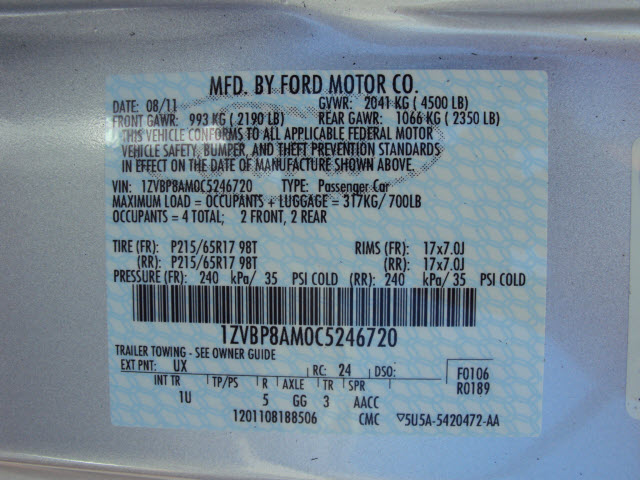 MFD. BY FORD MOTOR CO.
DATE: 08/11 GVWR: 2041 KG ( 4500 LB)
FRONT GAWR: 993 KG ( 2190 LB) REAR GAWR: 1066 KG ( 2350 LB)
THIS VEHICLE CONFORMS TO ALL APPLICABLE FEDERAL MOTOR
VEHICLE SAFETY, BUMPER, AND THEFT PREVENTION STANDARDS
IN EFFECT ON THE DATE OF MANUFACTURE SHOWN ABOVE.
VIN: 1ZVBP8AM0C5246720 TYPE: Passenger Car
MAXIMUM LOAD = OCCUPANTS + LUGGAGE = 317KG/ 700LB
OCCUPANTS = 4 TOTAL; 2 FRONT, 2 REAR
TIRE (FR): P215/65R17 98T RIMS (FR): 17x7.0J
(RR): P215/65R17 98T (RR): 17x7.0J
PRESSURE (FR): 240 kPa/ 35 PSI COLD (RR): 240 kPa/ 35 PSI COLD
1ZVBP8AM0C5246720
TRAILER TOWING - SEE OWNER GUIDE
EXT PNT: UX RC: 24 DSO: F0106
R0189
INT TR TP/PS R AXLE TR SPR
1U 5 GG 3 AACC
1201108188506 CMC ▽5U5A-5420472-AA